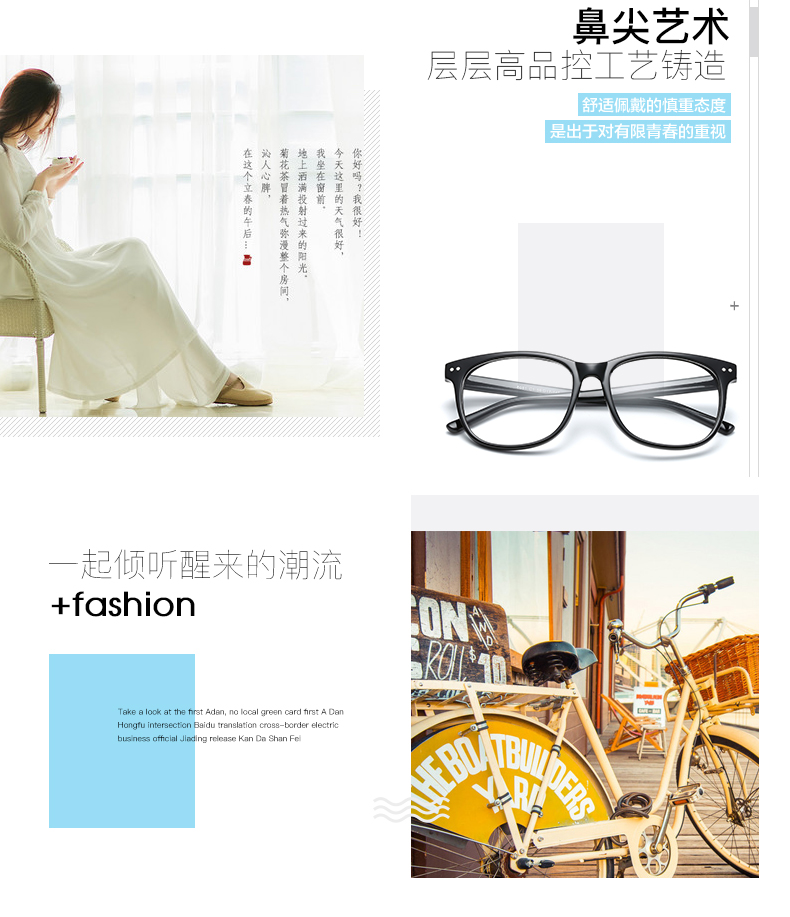 鼻尖艺术
层层高品控工艺铸造
舒适佩戴的慎重态度
是出于对有限青春的重视
你好吗？我很好！
今天这里的天气很好，
我坐在窗前，
地上洒满投射过来的阳光，
菊花茶冒着热气弥漫整个房间，
沁人心脾，
在这个立春的午后…
一起倾听醒来的潮流
+fashion
Take a look at the first Adan, no local green card first A Dan
Hongfu intersection Baidu translation cross-border electric
business official Jiading release Kan Da Shan Fei
SON
ROLL $10
THE BOATBUILDERS
YARD